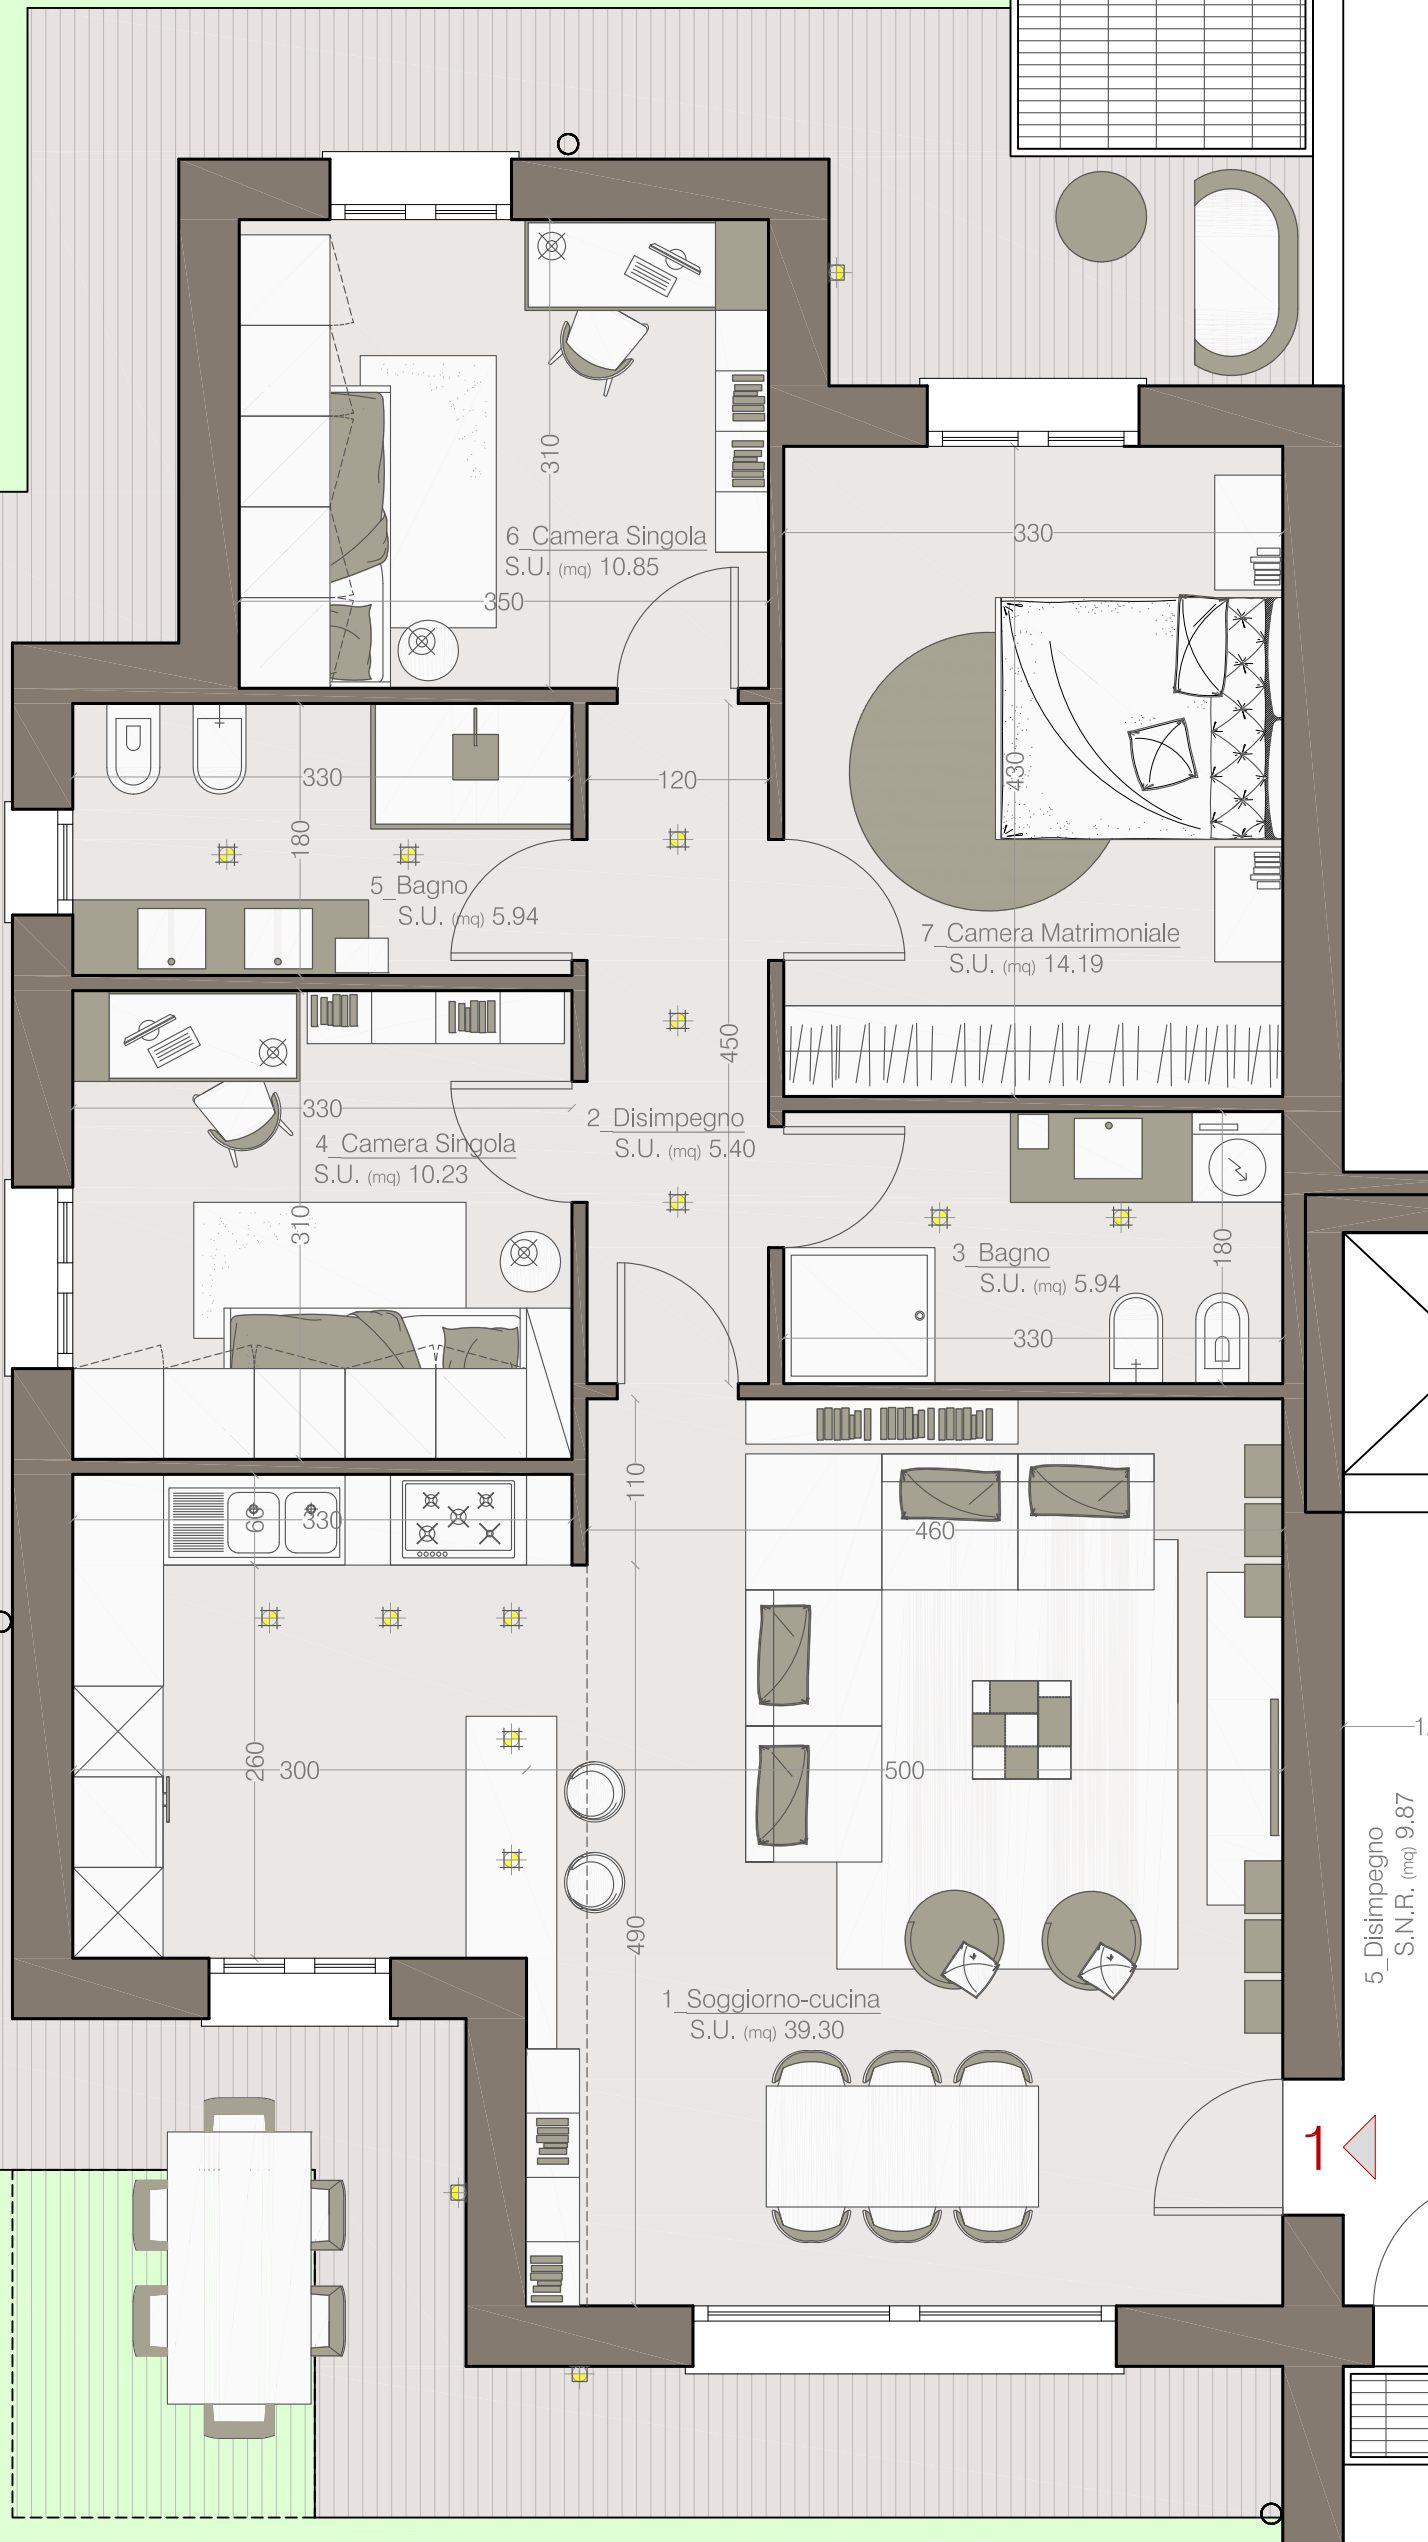 6_Camera Singola
S.U. (mq) 10.85
310
350
330
7_Camera Matrimoniale
S.U. (mq) 14.19
430
330
180
5_Bagno
S.U. (mq) 5.94
120
450
2_Disimpegno
S.U. (mq) 5.40
330
4_Camera Singola
S.U. (mq) 10.23
310
3_Bagno
S.U. (mq) 5.94
180
330
60
330
110
460
260
300
500
490
1_Soggiorno-cucina
S.U. (mq) 39.30
5_Disimpegno
S.N.R. (mq) 9.87
1